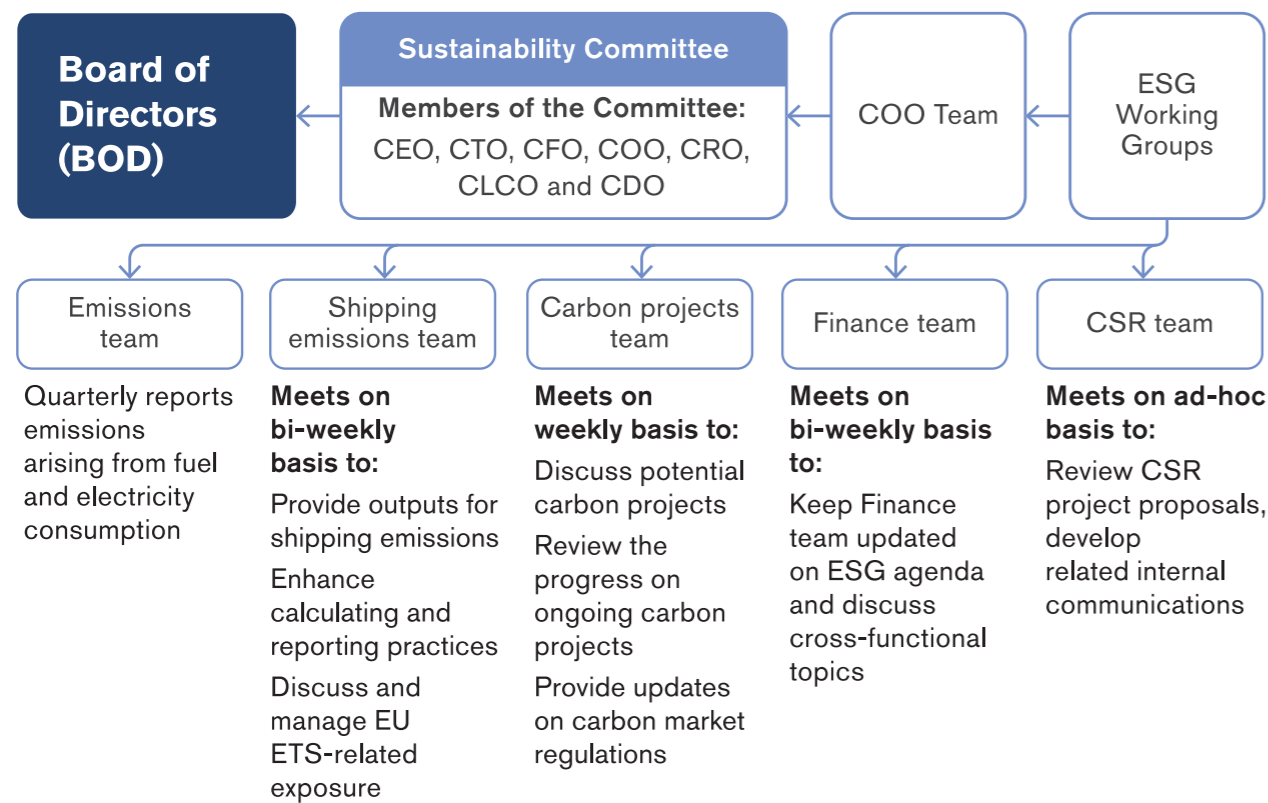 Board of
Directors
(BOD)
Sustainability Committee
Members of the Committee:
CEO, CTO, CFO, COO, CRO,
CLCO and CDO
COO Team
ESG
Working
Groups
Emissions
team
Quarterly reports
emissions
arising from fuel
and electricity
consumption
Shipping
emissions team
Meets on
bi-weekly
basis to:
Provide outputs for
shipping emissions
Enhance
calculating and
reporting practices
Discuss and
manage EU
ETS-related
exposure
Carbon projects
team
Meets on
weekly basis to:
Discuss potential
carbon projects
Review the
progress on
ongoing carbon
projects
Provide updates
on carbon market
regulations
Finance team
Meets on
bi-weekly basis
to:
Keep Finance
team updated
on ESG agenda
and discuss
cross-functional
topics
CSR team
Meets on ad-hoc
basis to:
Review CSR
project proposals,
develop
related internal
communications